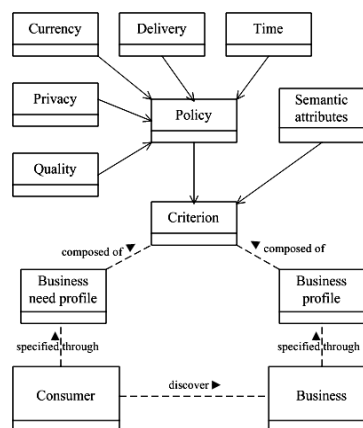 Currency
Delivery
Time
Privacy
Policy
Semantic
attributes
Quality
Criterion
composed of
composed of
Business
need profile
Business
profile
specified through
specified through
Consumer
discover ►
Business